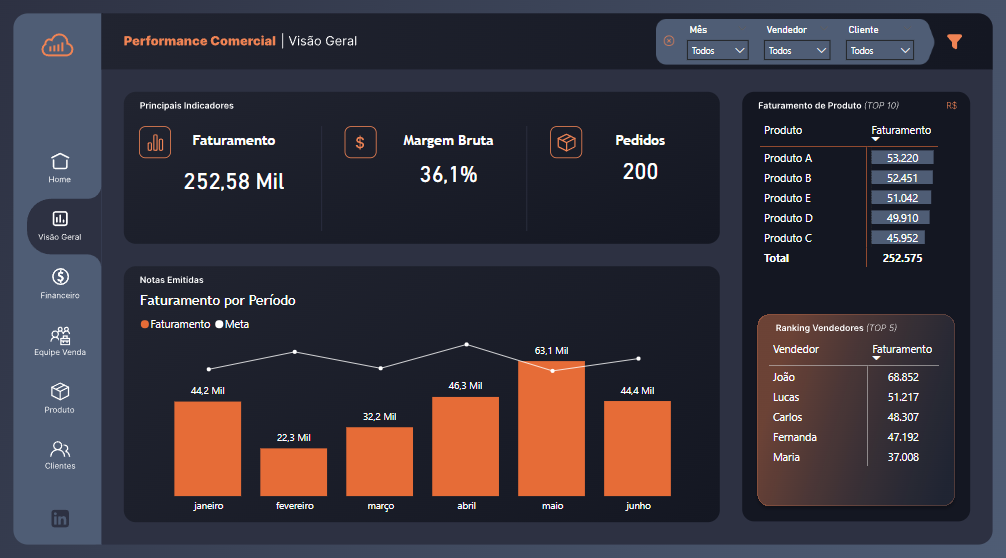 Performance Comercial | Visão Geral
Mês Vendedor Cliente
Todos Todos Todos
Home
Visão Geral
Financeiro
Equipe Venda
Produto
Clientes
in
Principais Indicadores
Faturamento
252,58 Mil
$
Margem Bruta
36,1%
Pedidos
200
Notas Emitidas
Faturamento por Período
Faturamento Meta
44,2 Mil
22,3 Mil
32,2 Mil
46,3 Mil
63,1 Mil
44,4 Mil
janeiro fevereiro março abril maio junho
Faturamento de Produto (TOP 10) R$
Produto Faturamento
Produto A 53.220
Produto B 52.451
Produto E 51.042
Produto D 49.910
Produto C 45.952
Total 252.575
Ranking Vendedores (TOP 5)
Vendedor Faturamento
João 68.852
Lucas 51.217
Carlos 48.307
Fernanda 47.192
Maria 37.008